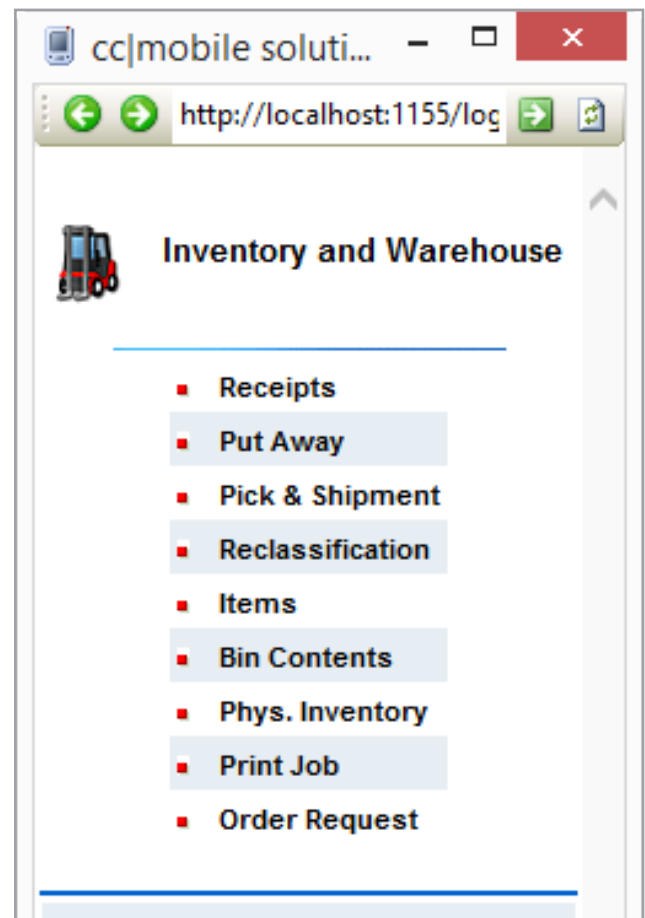 cc|mobile soluti...
http://localhost:1155/log
Inventory and Warehouse
Receipts
Put Away
Pick & Shipment
Reclassification
Items
Bin Contents
Phys. Inventory
Print Job
Order Request